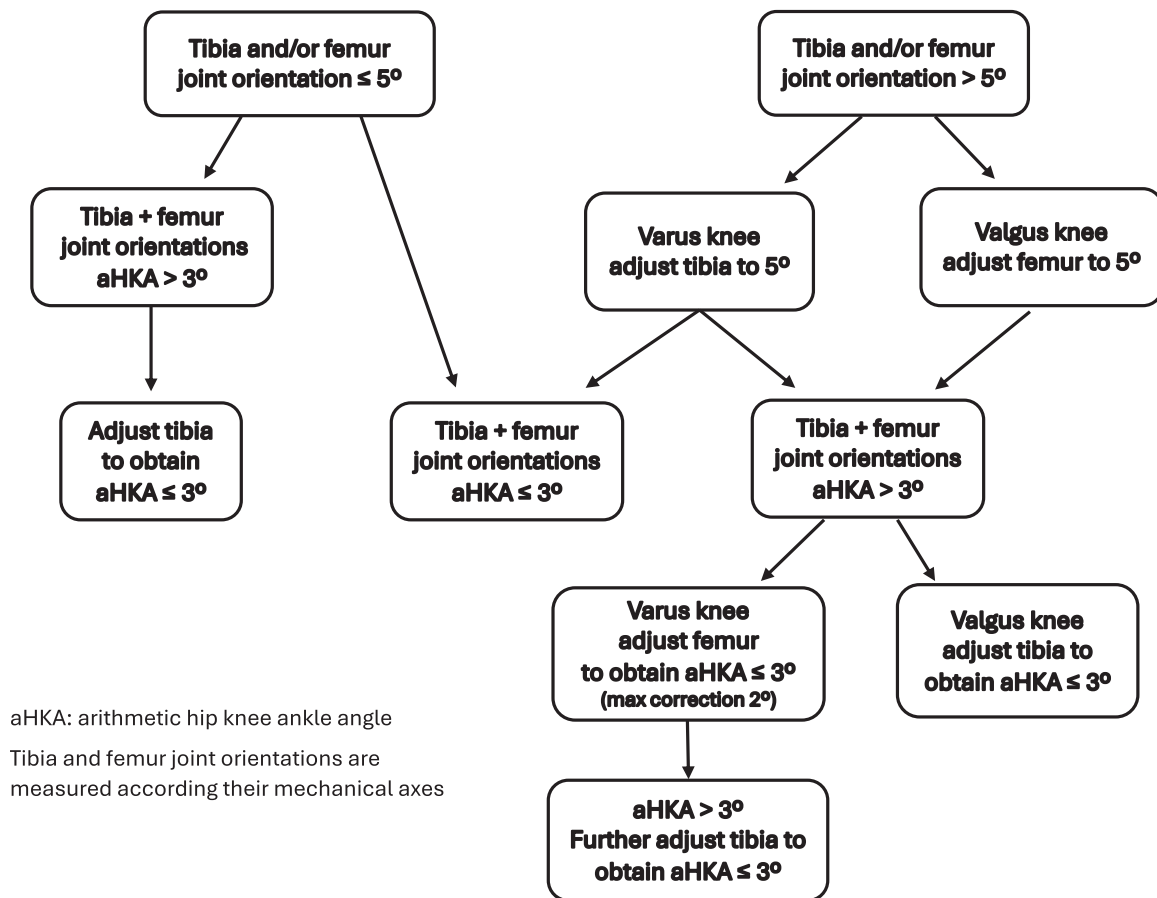 Tibia and/or femur
joint orientation ≤ 5º
Tibia and/or femur
joint orientation > 5º
Tibia + femur
joint orientations
aHKA > 3º
Varus knee
adjust tibia to 5º
Valgus knee
adjust femur to 5º
Adjust tibia
to obtain
aHKA ≤ 3º
Tibia + femur
joint orientations
aHKA ≤ 3º
Tibia + femur
joint orientations
aHKA > 3º
Varus knee
adjust femur
to obtain aHKA ≤ 3º
(max correction 2º)
Valgus knee
adjust tibia to
obtain aHKA ≤ 3º
aHKA: arithmetic hip knee ankle angle
Tibia and femur joint orientations are
measured according their mechanical axes
aHKA > 3º
Further adjust tibia to
obtain aHKA ≤ 3º